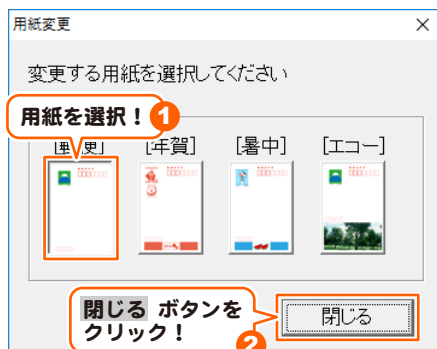 用紙変更
変更する用紙を選択してください
用紙を選択！ 1
[郵便] [年賀] [暑中] [エコー]
閉じる ボタンを
クリック！ 2
閉じる